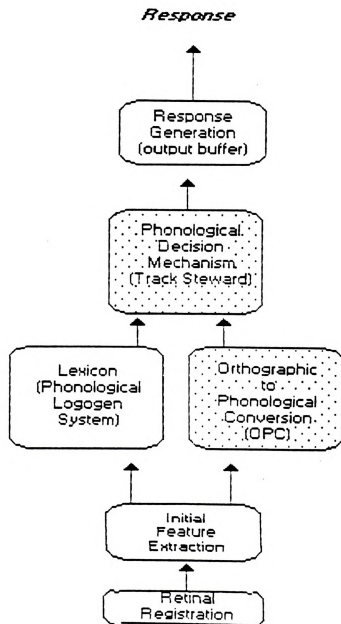 Response
Response
Generation
(output buffer)
Phonological
Decision
Mechanism
(Track Steward)
Lexicon
(Phonological
Logogen
System)
Orthographic
to
Phonological
Conversion
(OPC)
Initial
Feature
Extraction
Retinal
Registration